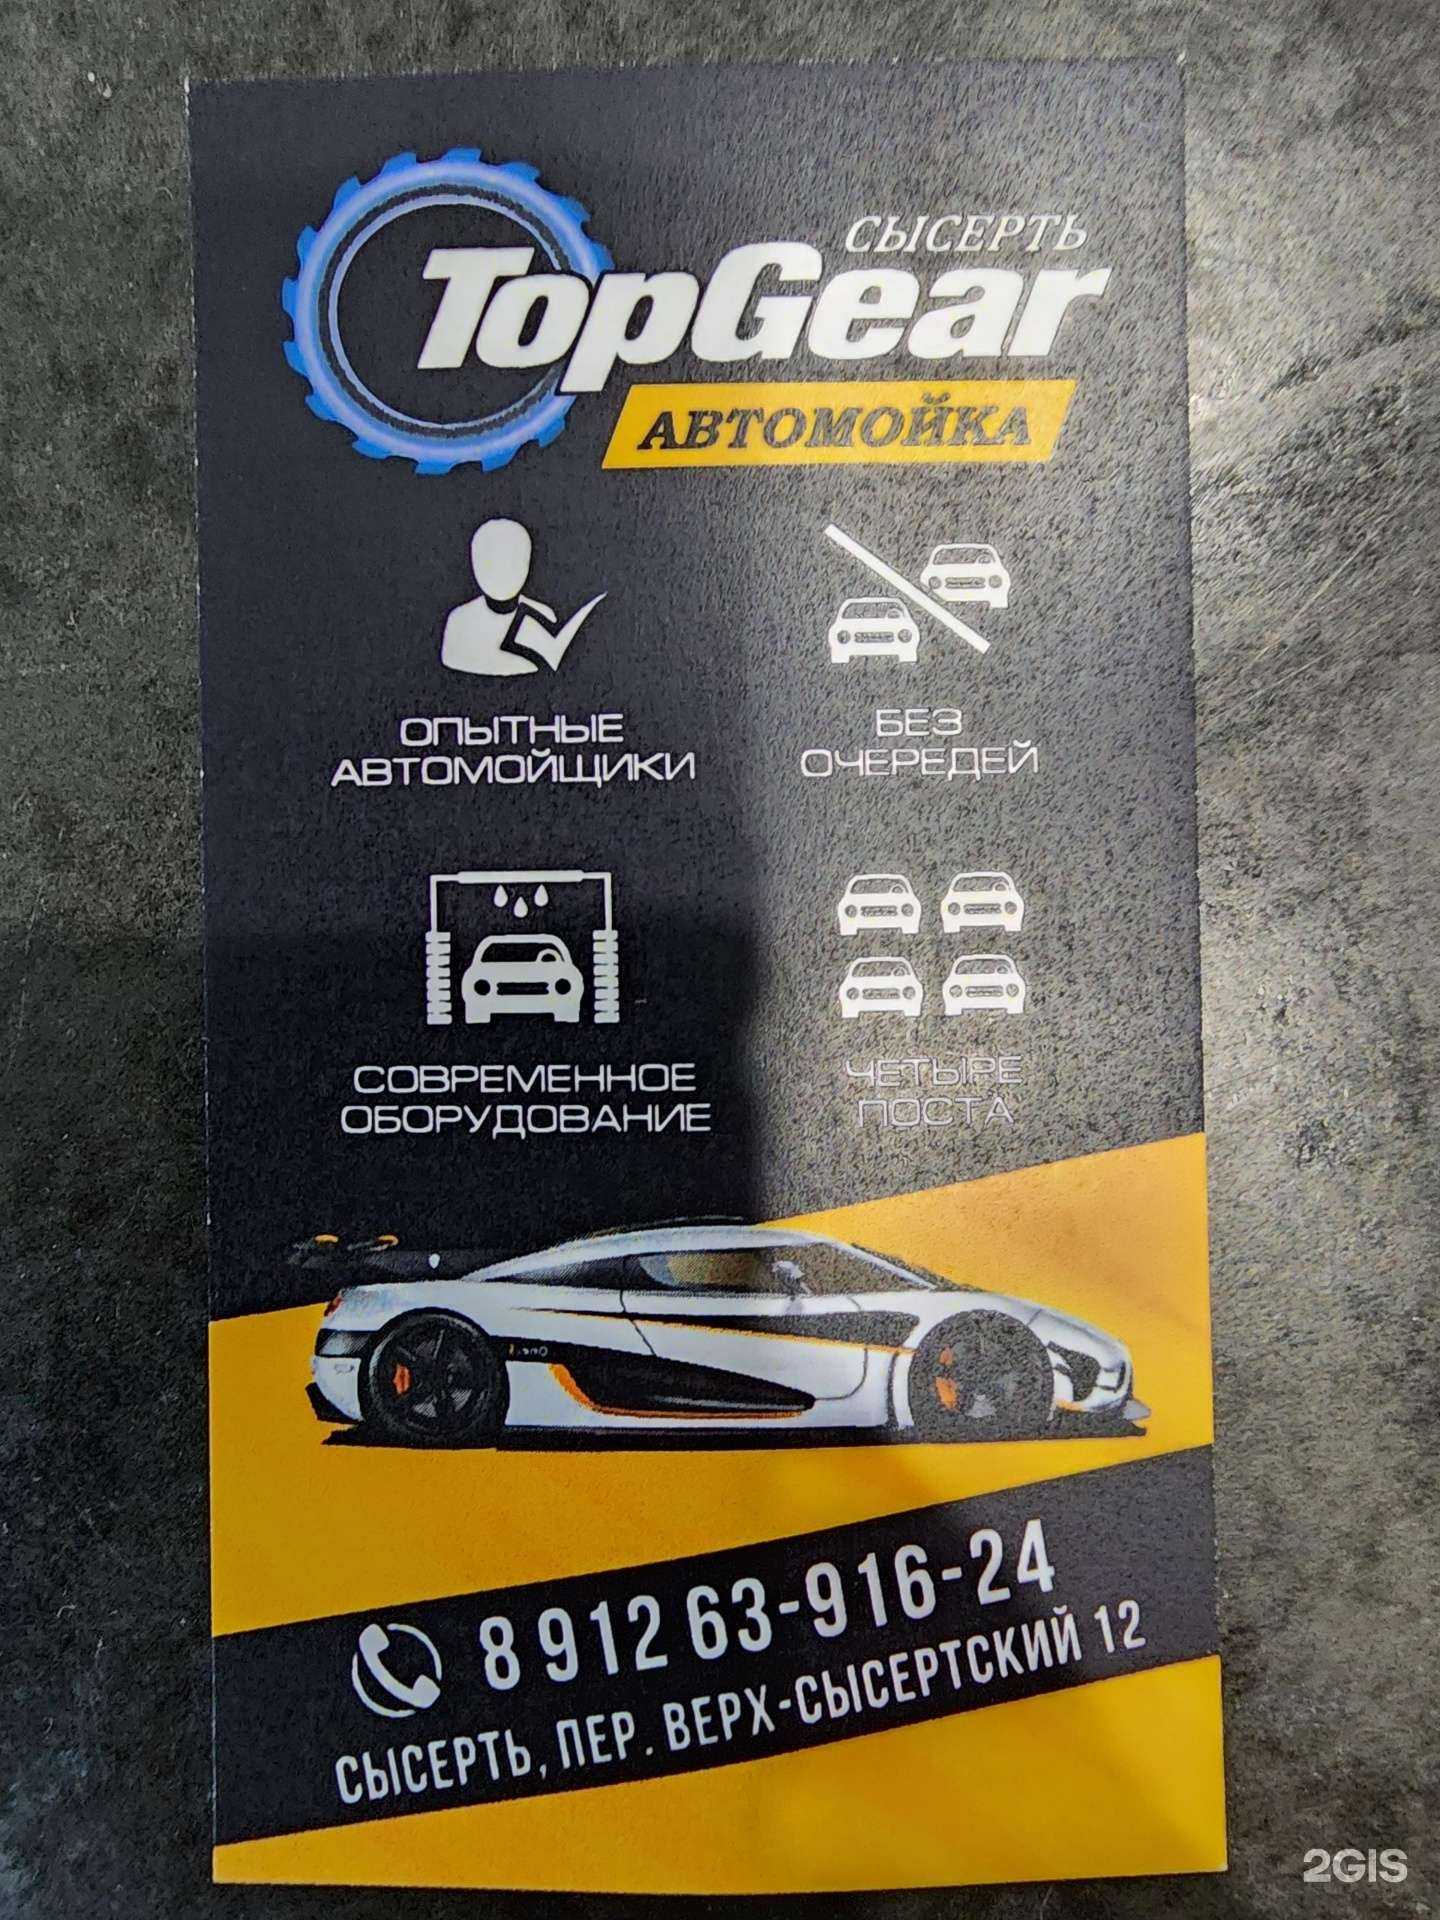 СЫСЕРТЬ
TopGear
АВТОМОЙКА
ОПЫТНЫЕ
АВТОМОЙЩИКИ
БЕЗ
ОЧЕРЕДЕЙ
СОВРЕМЕННОЕ
ОБОРУДОВАНИЕ
ЧЕТЫРЕ
ПОСТА
8 912 63-916-24
СЫСЕРТЬ, ПЕР. ВЕРХ-СЫСЕРТСКИЙ 12
2GIS